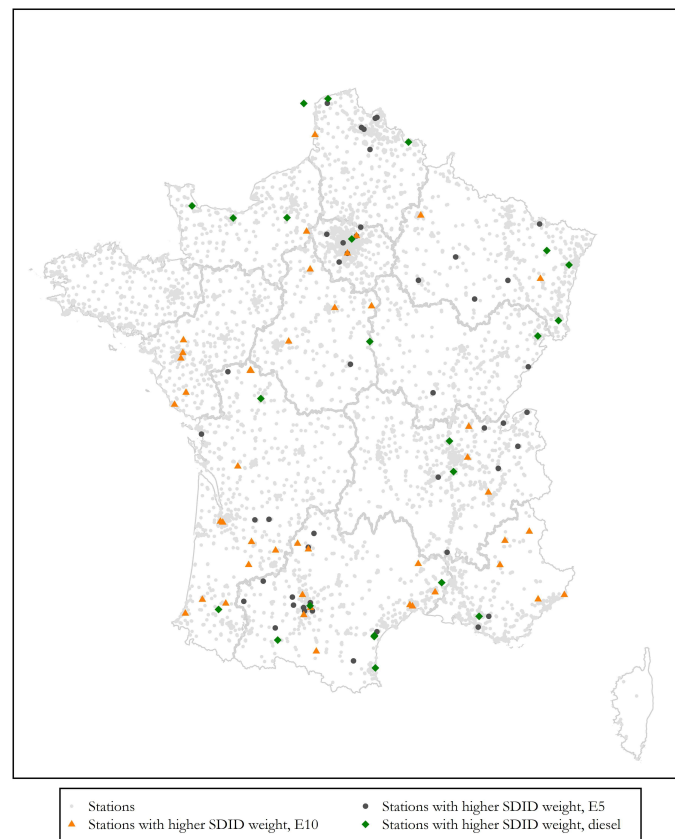 Stations
Stations with higher SDID weight, E5
Stations with higher SDID weight, E10
Stations with higher SDID weight, diesel